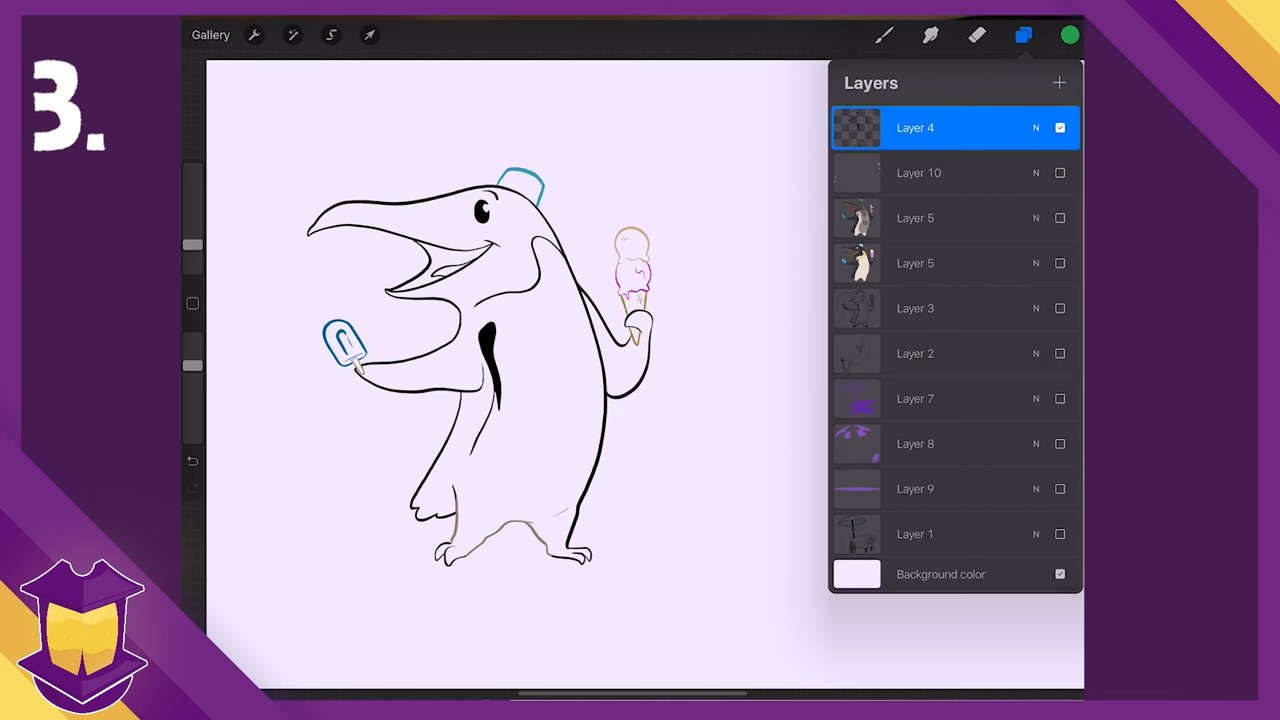 3.
Gallery
Layers
Layer 4 N
Layer 10 N
Layer 5 N
Layer 5 N
Layer 3 N
Layer 2 N
Layer 7 N
Layer 8 N
Layer 9 N
Layer 1 N
Background color